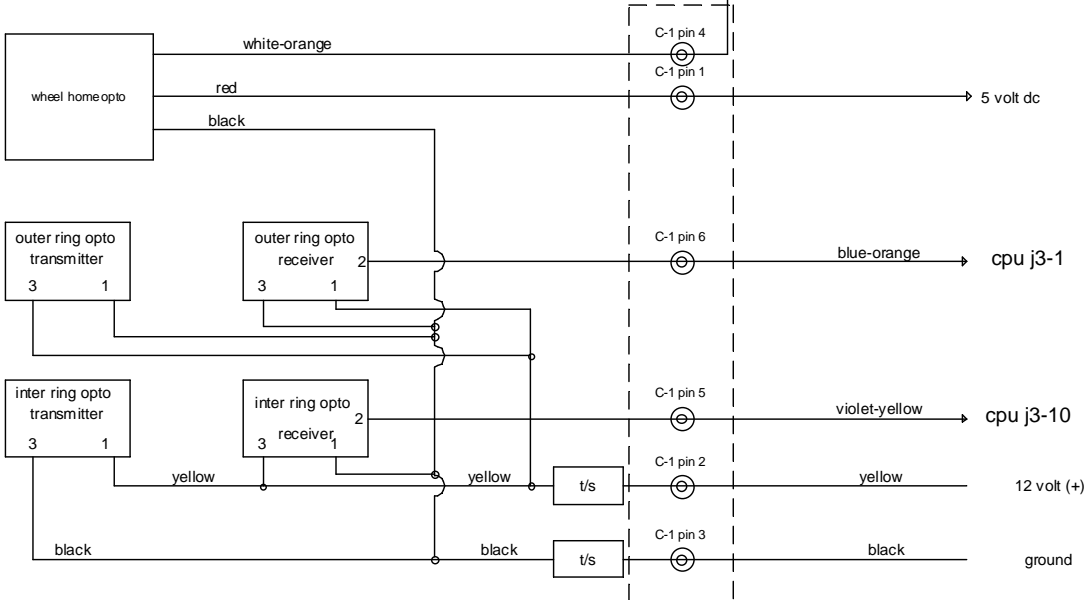 C-1 pin 4
white-orange
C-1 pin 1
wheel home opto
red
5 volt dc
black
C-1 pin 6
outer ring opto
transmitter
3 1
outer ring opto
receiver
2
3 1
blue-orange
cpu j3-1
inter ring opto
transmitter
3 1
inter ring opto
receiver
2
3 1
C-1 pin 5
violet-yellow
cpu j3-10
C-1 pin 2
yellow
yellow
t/s
yellow
12 volt (+)
C-1 pin 3
black
black
t/s
black
ground